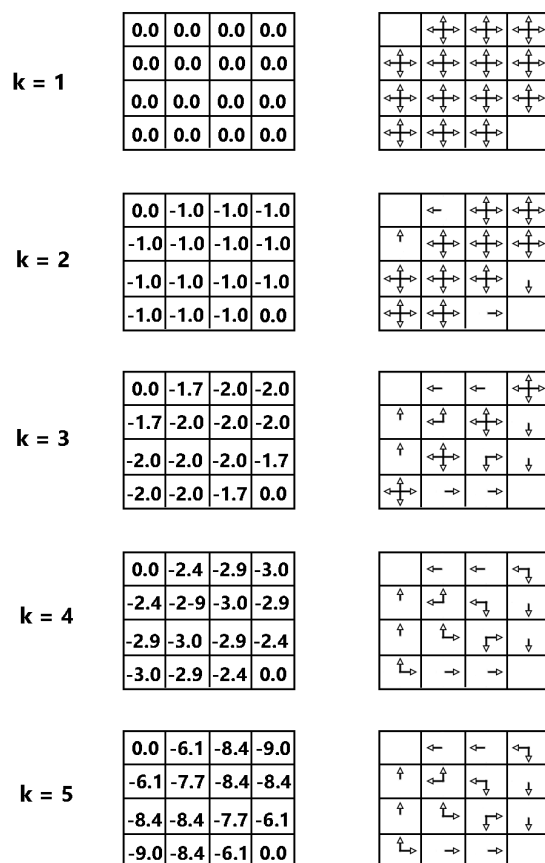 0.0 0.0 0.0 0.0
0.0 0.0 0.0 0.0
k = 1
0.0 0.0 0.0 0.0
0.0 0.0 0.0 0.0
0.0 -1.0 -1.0 -1.0
-1.0 -1.0 -1.0 -1.0
k = 2
-1.0 -1.0 -1.0 -1.0
-1.0 -1.0 -1.0 0.0
0.0 -1.7 -2.0 -2.0
-1.7 -2.0 -2.0 -2.0
k = 3
-2.0 -2.0 -2.0 -1.7
-2.0 -2.0 -1.7 0.0
0.0 -2.4 -2.9 -3.0
-2.4 -2-9 -3.0 -2.9
k = 4
-2.9 -3.0 -2.9 -2.4
-3.0 -2.9 -2.4 0.0
0.0 -6.1 -8.4 -9.0
-6.1 -7.7 -8.4 -8.4
k = 5
-8.4 -8.4 -7.7 -6.1
-9.0 -8.4 -6.1 0.0